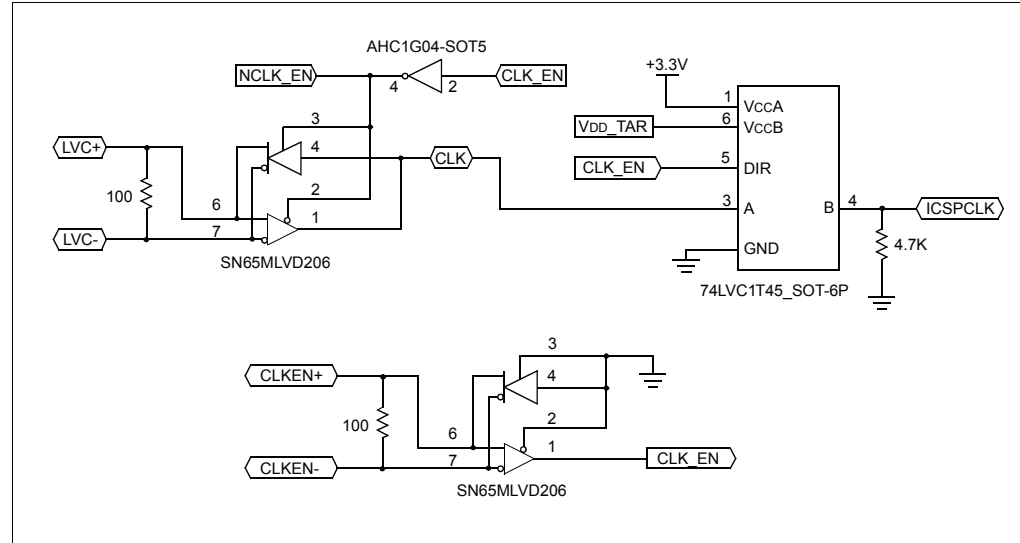 AHC1G04-SOT5
NCLK_EN
4
2
CLK_EN
+3.3V
1
VCCA
6
VCCB
VDD_TAR
3
LVC+
4
CLK
CLK_EN
5
DIR
100
2
6
1
3
A
B
4
ICSPCLK
LVC-
7
GND
4.7K
SN65MLVD206
74LVC1T45_SOT-6P
3
CLKEN+
4
2
100
6
1
CLKEN-
7
CLK_EN
SN65MLVD206